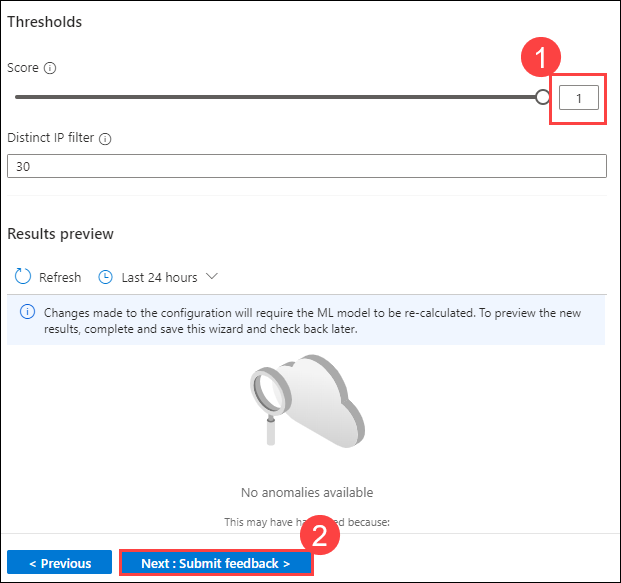 Thresholds
1
Score
1
Distinct IP filter
30
Results preview
Refresh Last 24 hours
Changes made to the configuration will require the ML model to be re-calculated. To preview the new
results, complete and save this wizard and check back later.
No anomalies available
This may have ha ed because:
2
< Previous Next : Submit feedback >